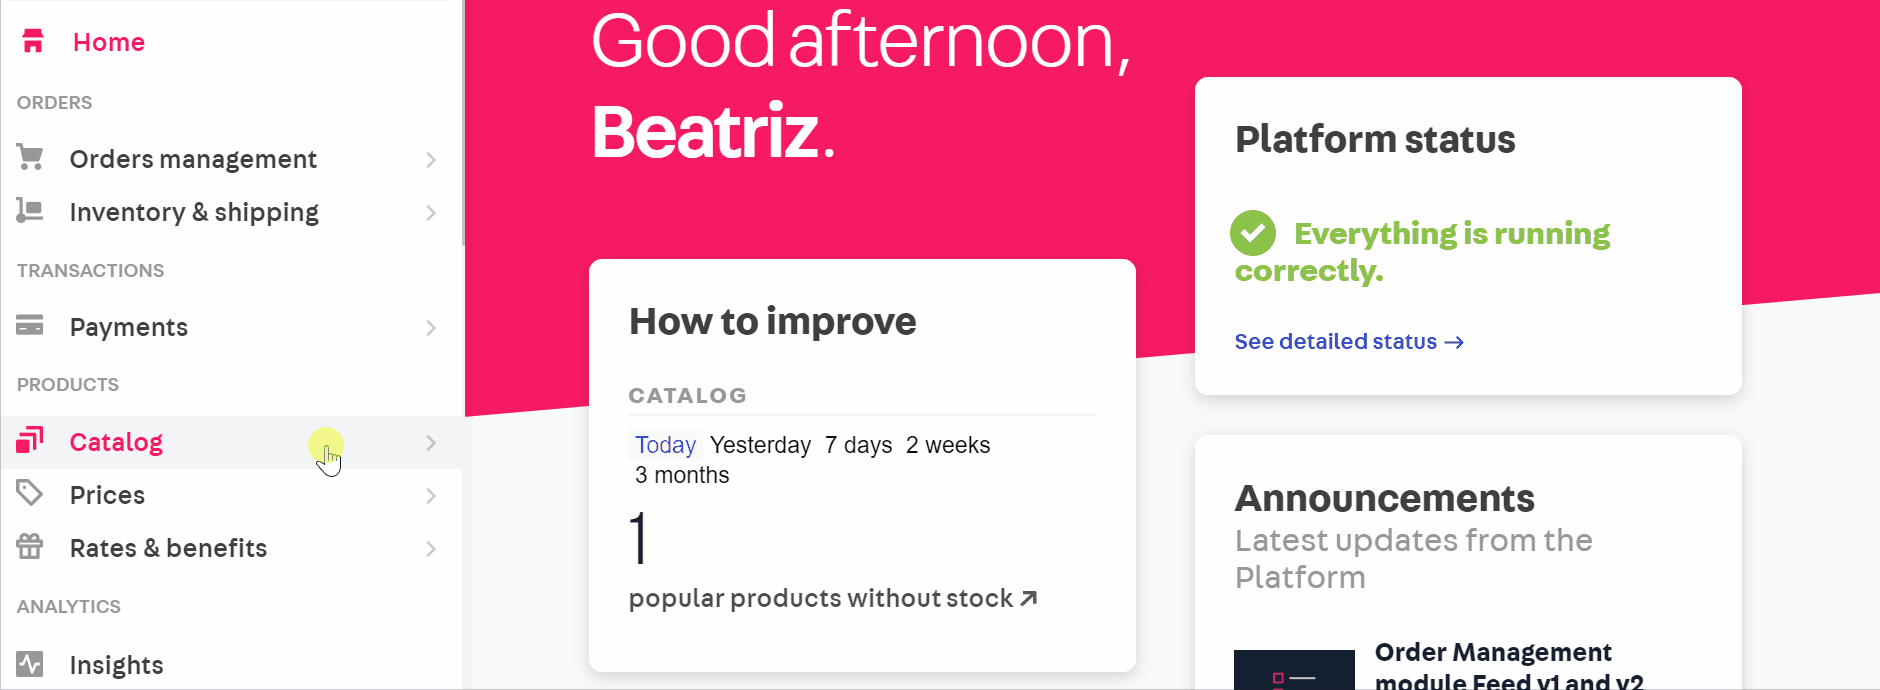 Home
ORDERS
Orders management
Inventory & shipping
TRANSACTIONS
Payments
PRODUCTS
Catalog
Prices
Rates & benefits
ANALYTICS
Insights
Good afternoon,
Beatriz.
How to improve
CATALOG
Today Yesterday 7 days 2 weeks
3 months
1
popular products without stock
Platform status
Everything is running
correctly.
See detailed status →
Announcements
Latest updates from the
Platform
Order Management
module Feed v1 and v2